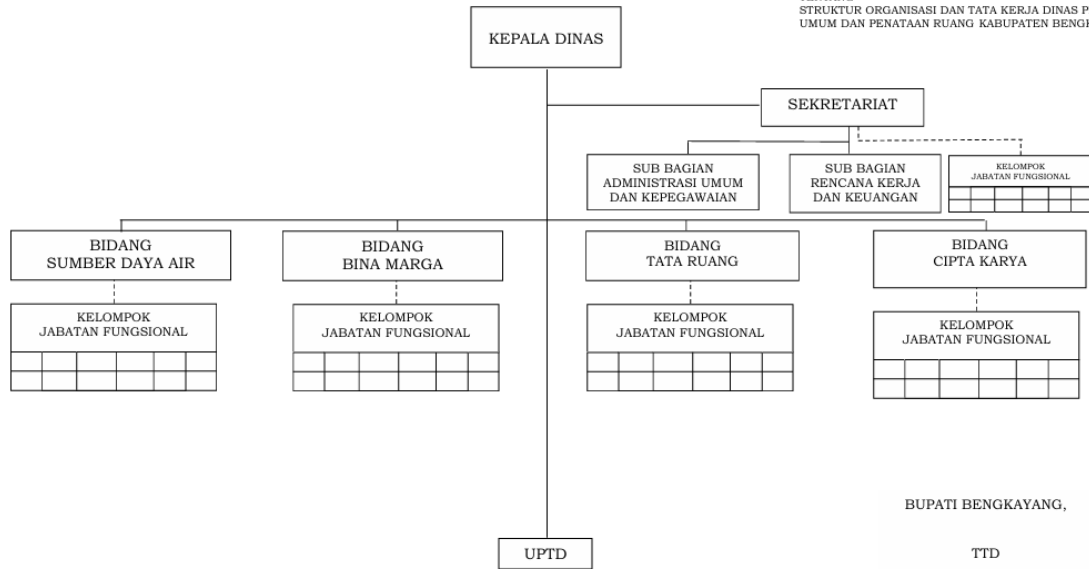 STRUKTUR ORGANISASI DAN TATA KERJA DINAS
UMUM DAN PENATAAN RUANG KABUPATEN
KEPALA DINAS
SEKRETARIAT
SUB BAGIAN
ADMINISTRASI UMUM
DAN KEPEGAWAIAN
SUB BAGIAN
RENCANA KERJA
DAN KEUANGAN
KELOMPOK
JABATAN FUNGSIONAL
BIDANG
SUMBER DAYA AIR
BIDANG
BINA MARGA
BIDANG
TATA RUANG
BIDANG
CIPTA KARYA
KELOMPOK
JABATAN FUNGSIONAL
KELOMPOK
JABATAN FUNGSIONAL
KELOMPOK
JABATAN FUNGSIONAL
KELOMPOK
JABATAN FUNGSIONAL
BUPATI BENGKAYANG,
UPTD
TTD